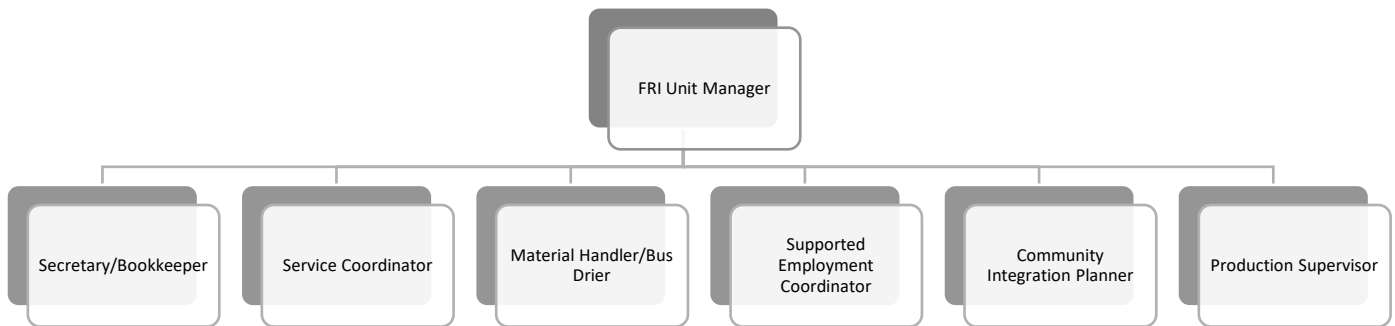 FRI Unit Manager
Secretary/Bookkeeper
Service Coordinator
Material Handler/Bus
Drier
Supported
Employment
Coordinator
Community
Integration Planner
Production Supervisor